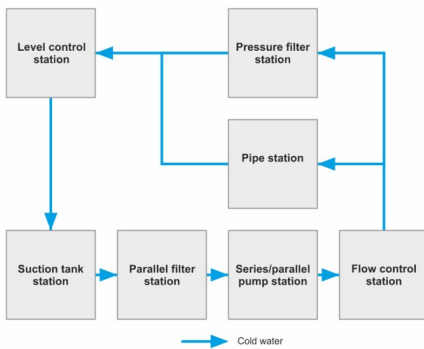 Level control
station
Pressure filter
station
Pipe station
Suction tank
station
Parallel filter
station
Series/parallel
pump station
Flow control
station
Cold water